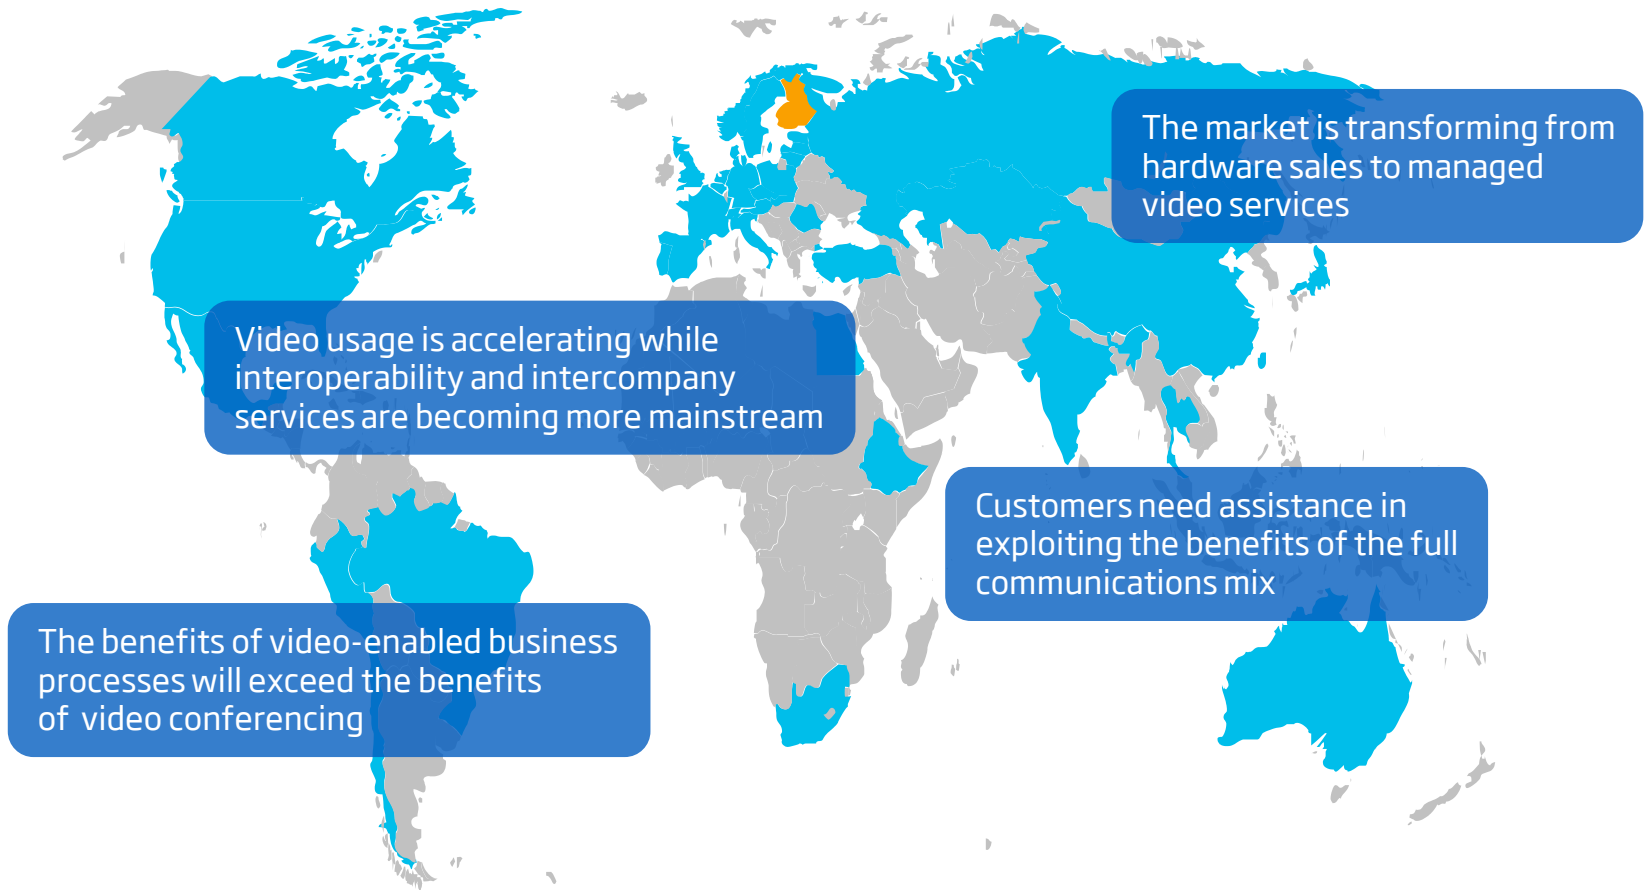 The market is transforming from
hardware sales to managed
video services
Video usage is accelerating while
interoperability and intercompany
services are becoming more mainstream
Customers need assistance in
exploiting the benefits of the full
communications mix
The benefits of video-enabled business
processes will exceed the benefits
of  video conferencing